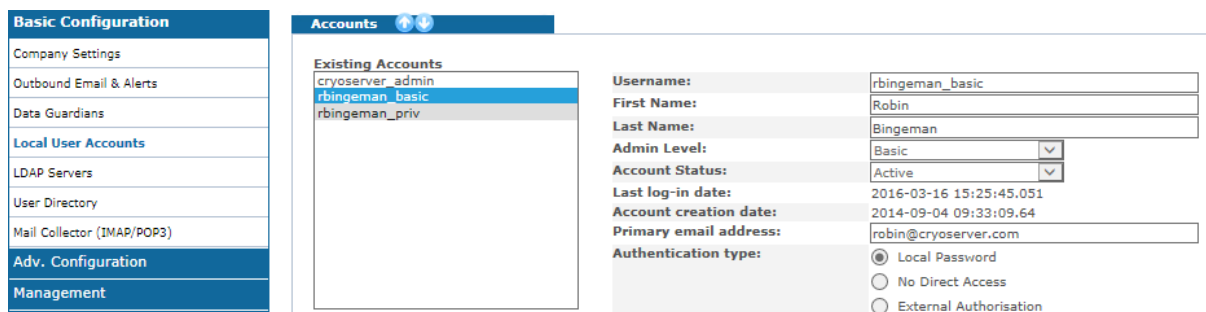 Basic Configuration
Company Settings
Outbound Email & Alerts
Data Guardians
Local User Accounts
LDAP Servers
User Directory
Mail Collector (IMAP/POP3)
Adv. Configuration
Management
Accounts
Existing Accounts
cryoserver_admin
rbingeman_basic
rbingeman_priv
Username: rbingeman_basic
First Name: Robin
Last Name: Bingeman
Admin Level: Basic
Account Status: Active
Last log-in date: 2016-03-16 15:25:45.051
Account creation date: 2014-09-04 09:33:09.64
Primary email address: robin@cryoserver.com
Authentication type: Local Password
No Direct Access
External Authorisation